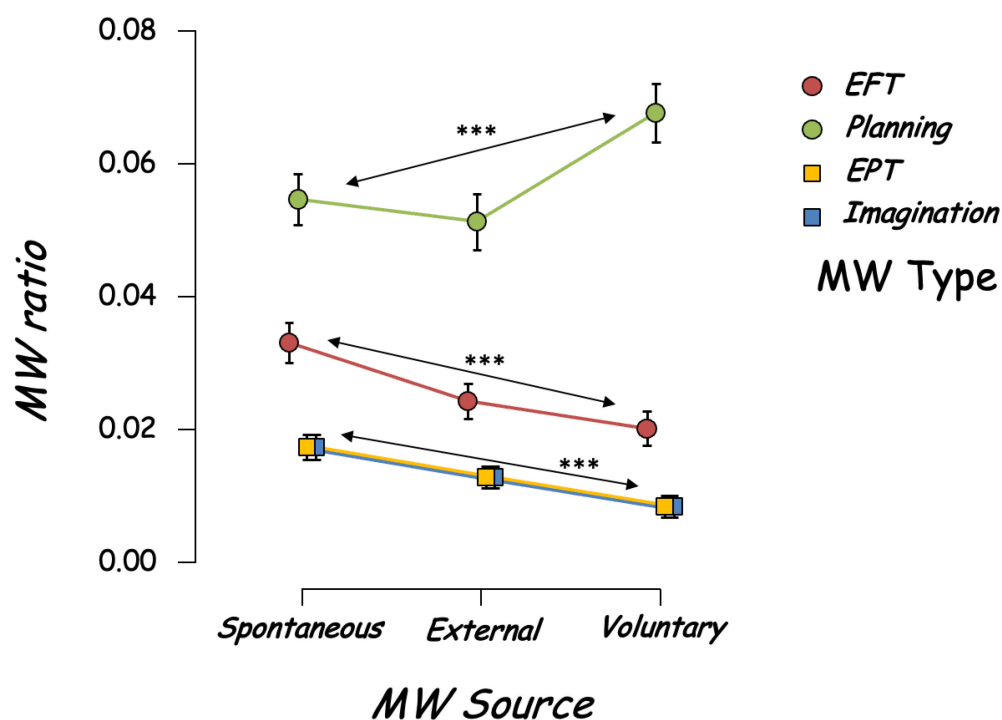 0.08
0.06
0.04
0.02
0.00
MW ratio
***
***
***
Spontaneous
External
Voluntary
MW Source
EFT
Planning
EPT
Imagination
MW Type